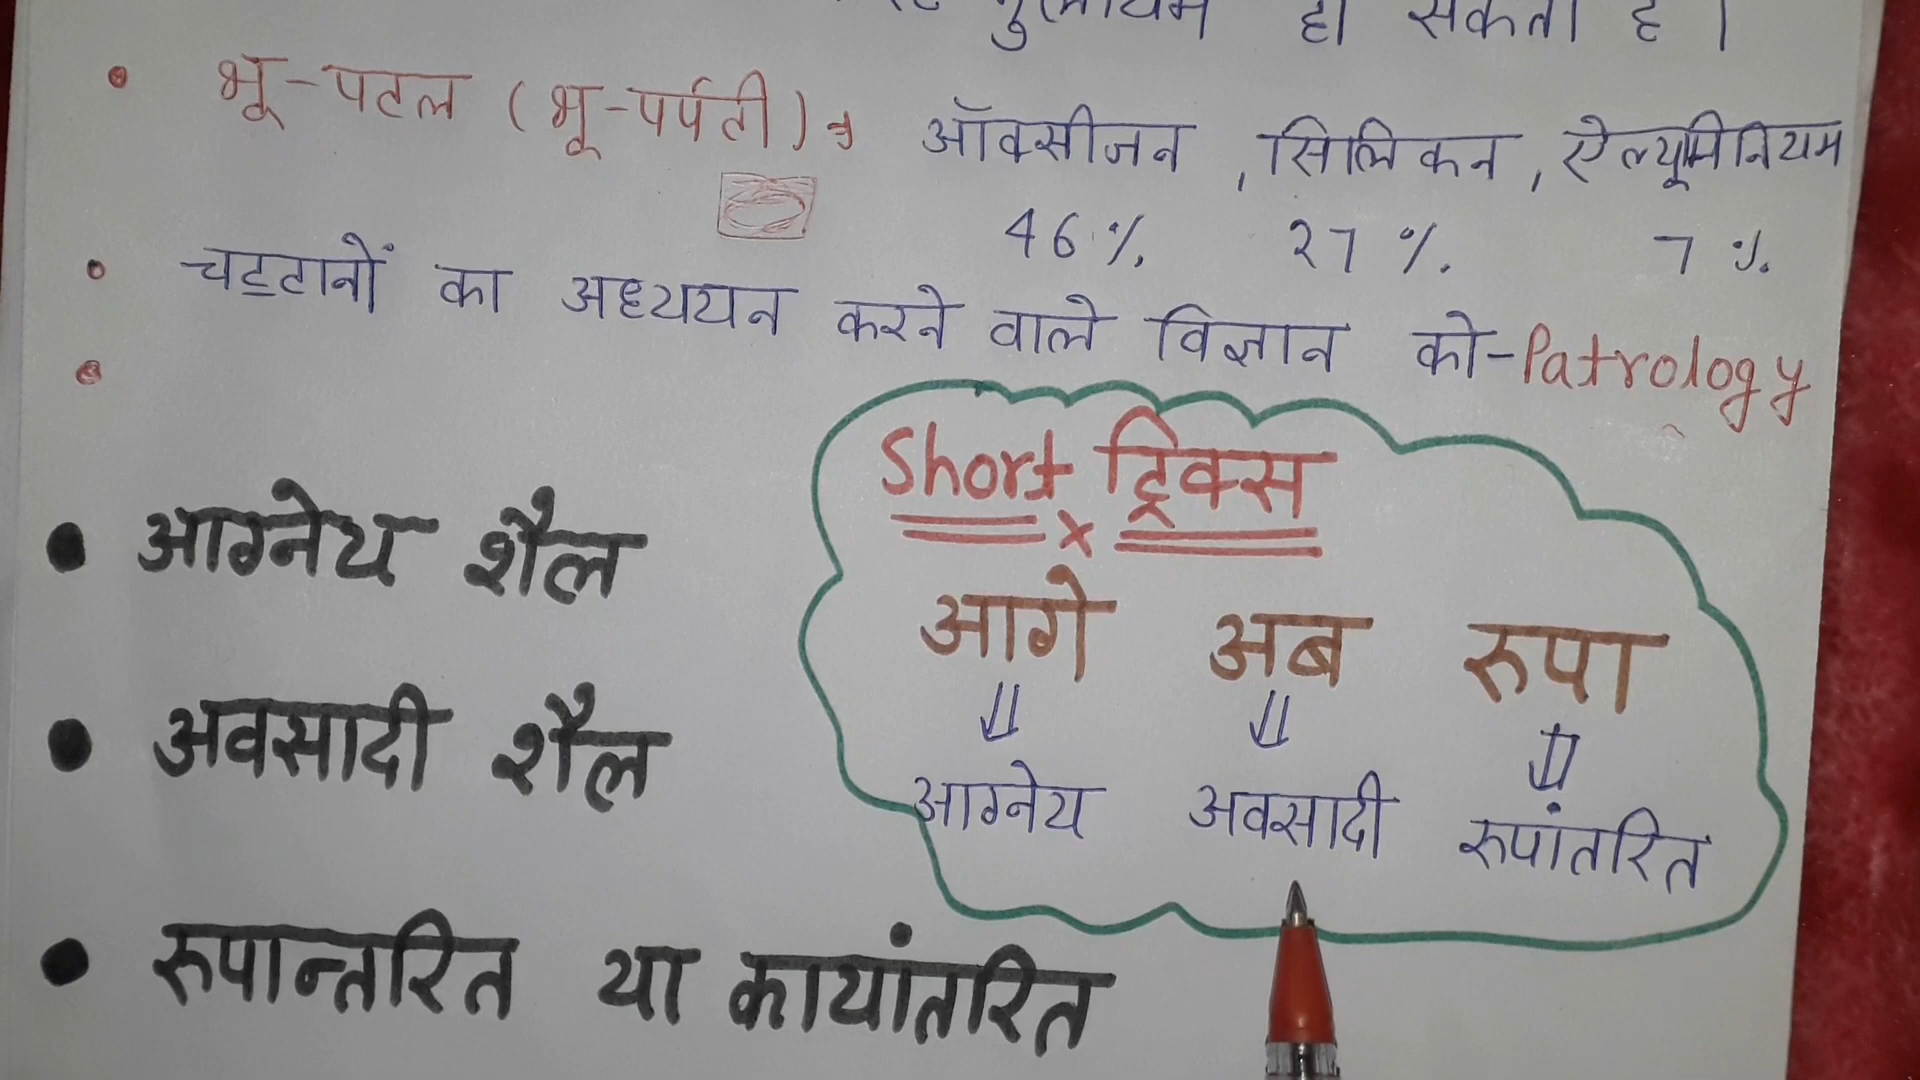 हो सकता है ।
• भू-पटल (भू-पर्पटी) → ऑक्सीजन , सिलिकन , ऐल्यूमिनियम
46 % 27 % 7 %
• चट्टानों का अध्ययन करने वाले विज्ञान को - Patrology
Short ट्रिक्स
• आग्नेय शैल
आगे अब रुपा
• अवसादी शैल
आग्नेय अवसादी रुपांतरित
• रुपान्तरित या कायांतरित